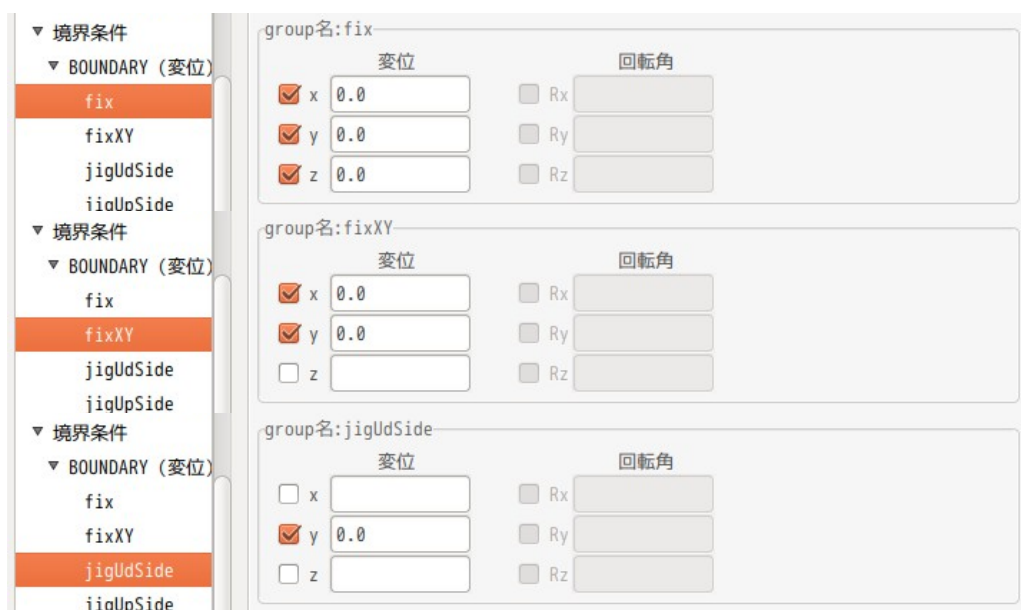 ▼ 境界条件
▼ BOUNDARY (変位)
fix
fixXY
jigUdSide
jigUpSide
group名:fix
変位 回転角
x 0.0 Rx
y 0.0 Ry
z 0.0 Rz
▼ 境界条件
▼ BOUNDARY (変位)
fix
fixXY
jigUdSide
jigUpSide
group名:fixXY
変位 回転角
x 0.0 Rx
y 0.0 Ry
z Rz
▼ 境界条件
▼ BOUNDARY (変位)
fix
fixXY
jigUdSide
jigUpSide
group名:jigUdSide
変位 回転角
x Rx
y 0.0 Ry
z Rz